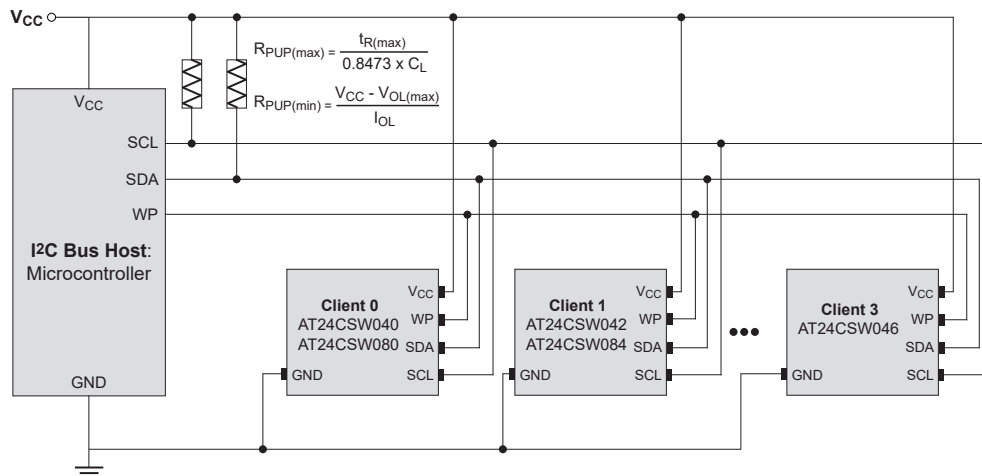 VCC
RPUP(max) = tR(max) / 0.8473 x CL
RPUP(min) = VCC - VOL(max) / IOL
VCC
SCL
SDA
WP
I²C Bus Host:
Microcontroller
GND
Client 0
AT24CSW040
AT24CSW080
VCC
WP
SDA
SCL
GND
Client 1
AT24CSW042
AT24CSW084
VCC
WP
SDA
SCL
GND
Client 3
AT24CSW046
VCC
WP
SDA
SCL
GND